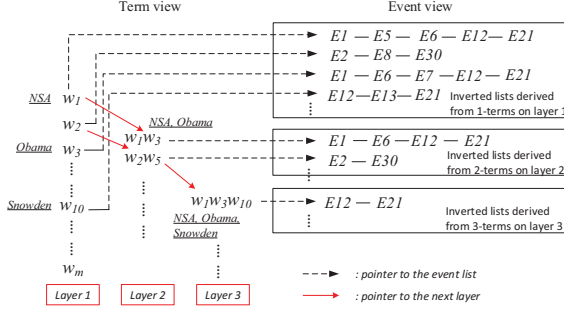 Term view
Event view
E1 — E5 — E6 — E12— E21
E2 — E8 — E30
E1 — E6 — E7 — E12 — E21
E12—E13— E21
Inverted lists derived
from 1-terms on layer 1
NSA
w1
w2
Obama
w3
Snowden
w10
wm
NSA, Obama
w1w3
w2w5
E1 — E6 —E12 — E21
E2 — E30
Inverted lists derived
from 2-terms on layer 2
w1w3w10
NSA, Obama,
Snowden
E12 — E21
Inverted lists derived
from 3-terms on layer 3
Layer 1
Layer 2
Layer 3
: pointer to the event list
: pointer to the next layer